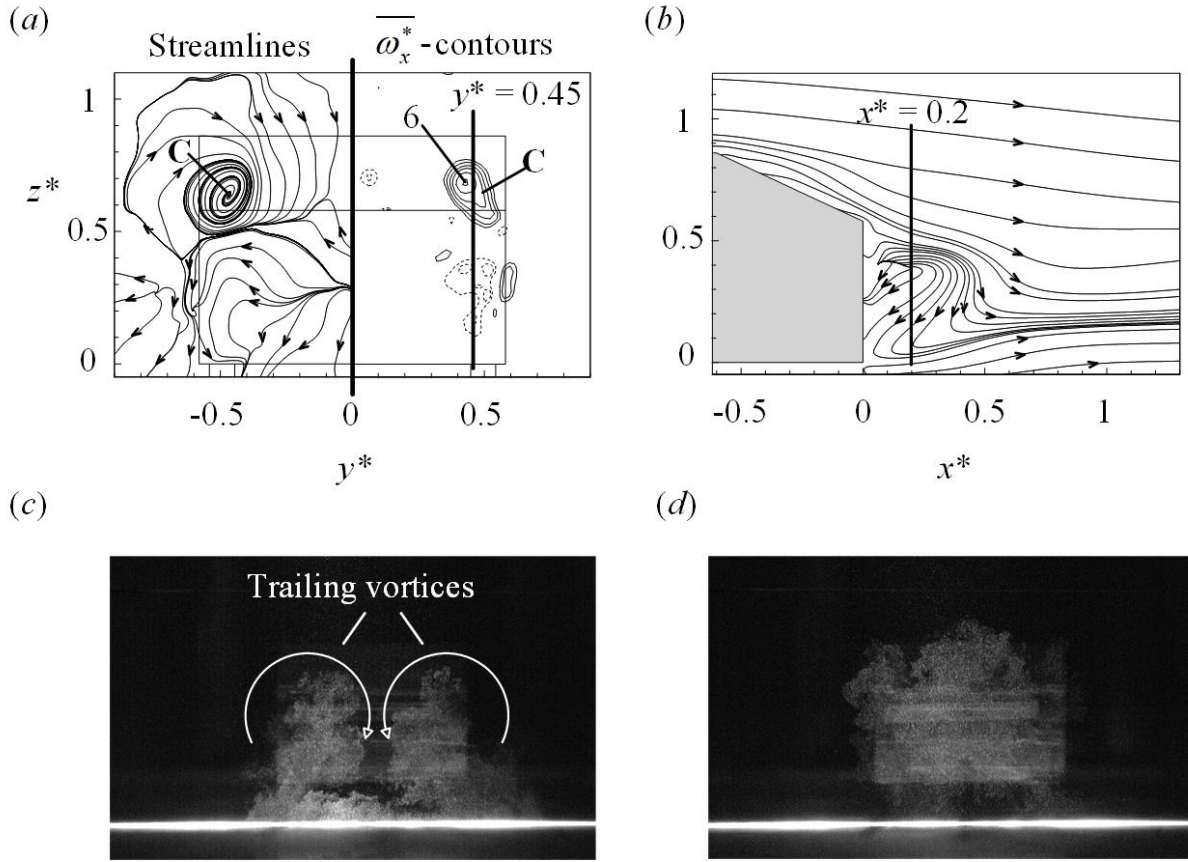 (a)
Streamlines
ω_x^* -contours
y* = 0.45
6
C
C
z*
1
0.5
0
-0.5
0
0.5
y*
(b)
x* = 0.2
1
0.5
0
-0.5
0
0.5
1
x*
(c)
Trailing vortices
(d)